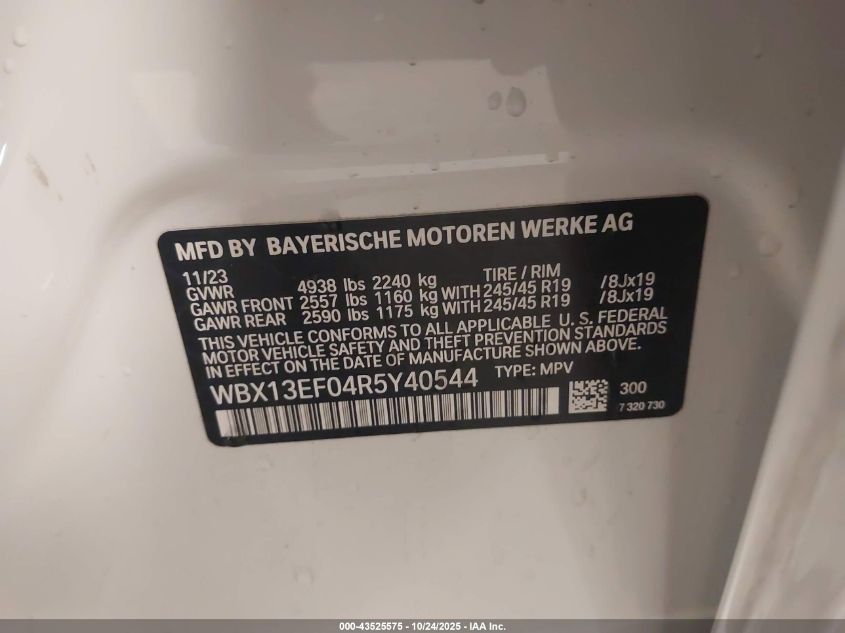 MFD BY BAYERISCHE MOTOREN WERKE AG
11/23 TIRE / RIM
GVWR 4938 lbs 2240 kg
GAWR FRONT 2557 lbs 1160 kg WITH 245/45 R19 /8Jx19
GAWR REAR 2590 lbs 1175 kg WITH 245/45 R19 /8Jx19
THIS VEHICLE CONFORMS TO ALL APPLICABLE U. S. FEDERAL
MOTOR VEHICLE SAFETY AND THEFT PREVENTION STANDARDS
IN EFFECT ON THE DATE OF MANUFACTURE SHOWN ABOVE.
WBX13EF04R5Y40544 TYPE: MPV
300
7 320 730
000-43525575 - 10/24/2025 - IAA Inc.